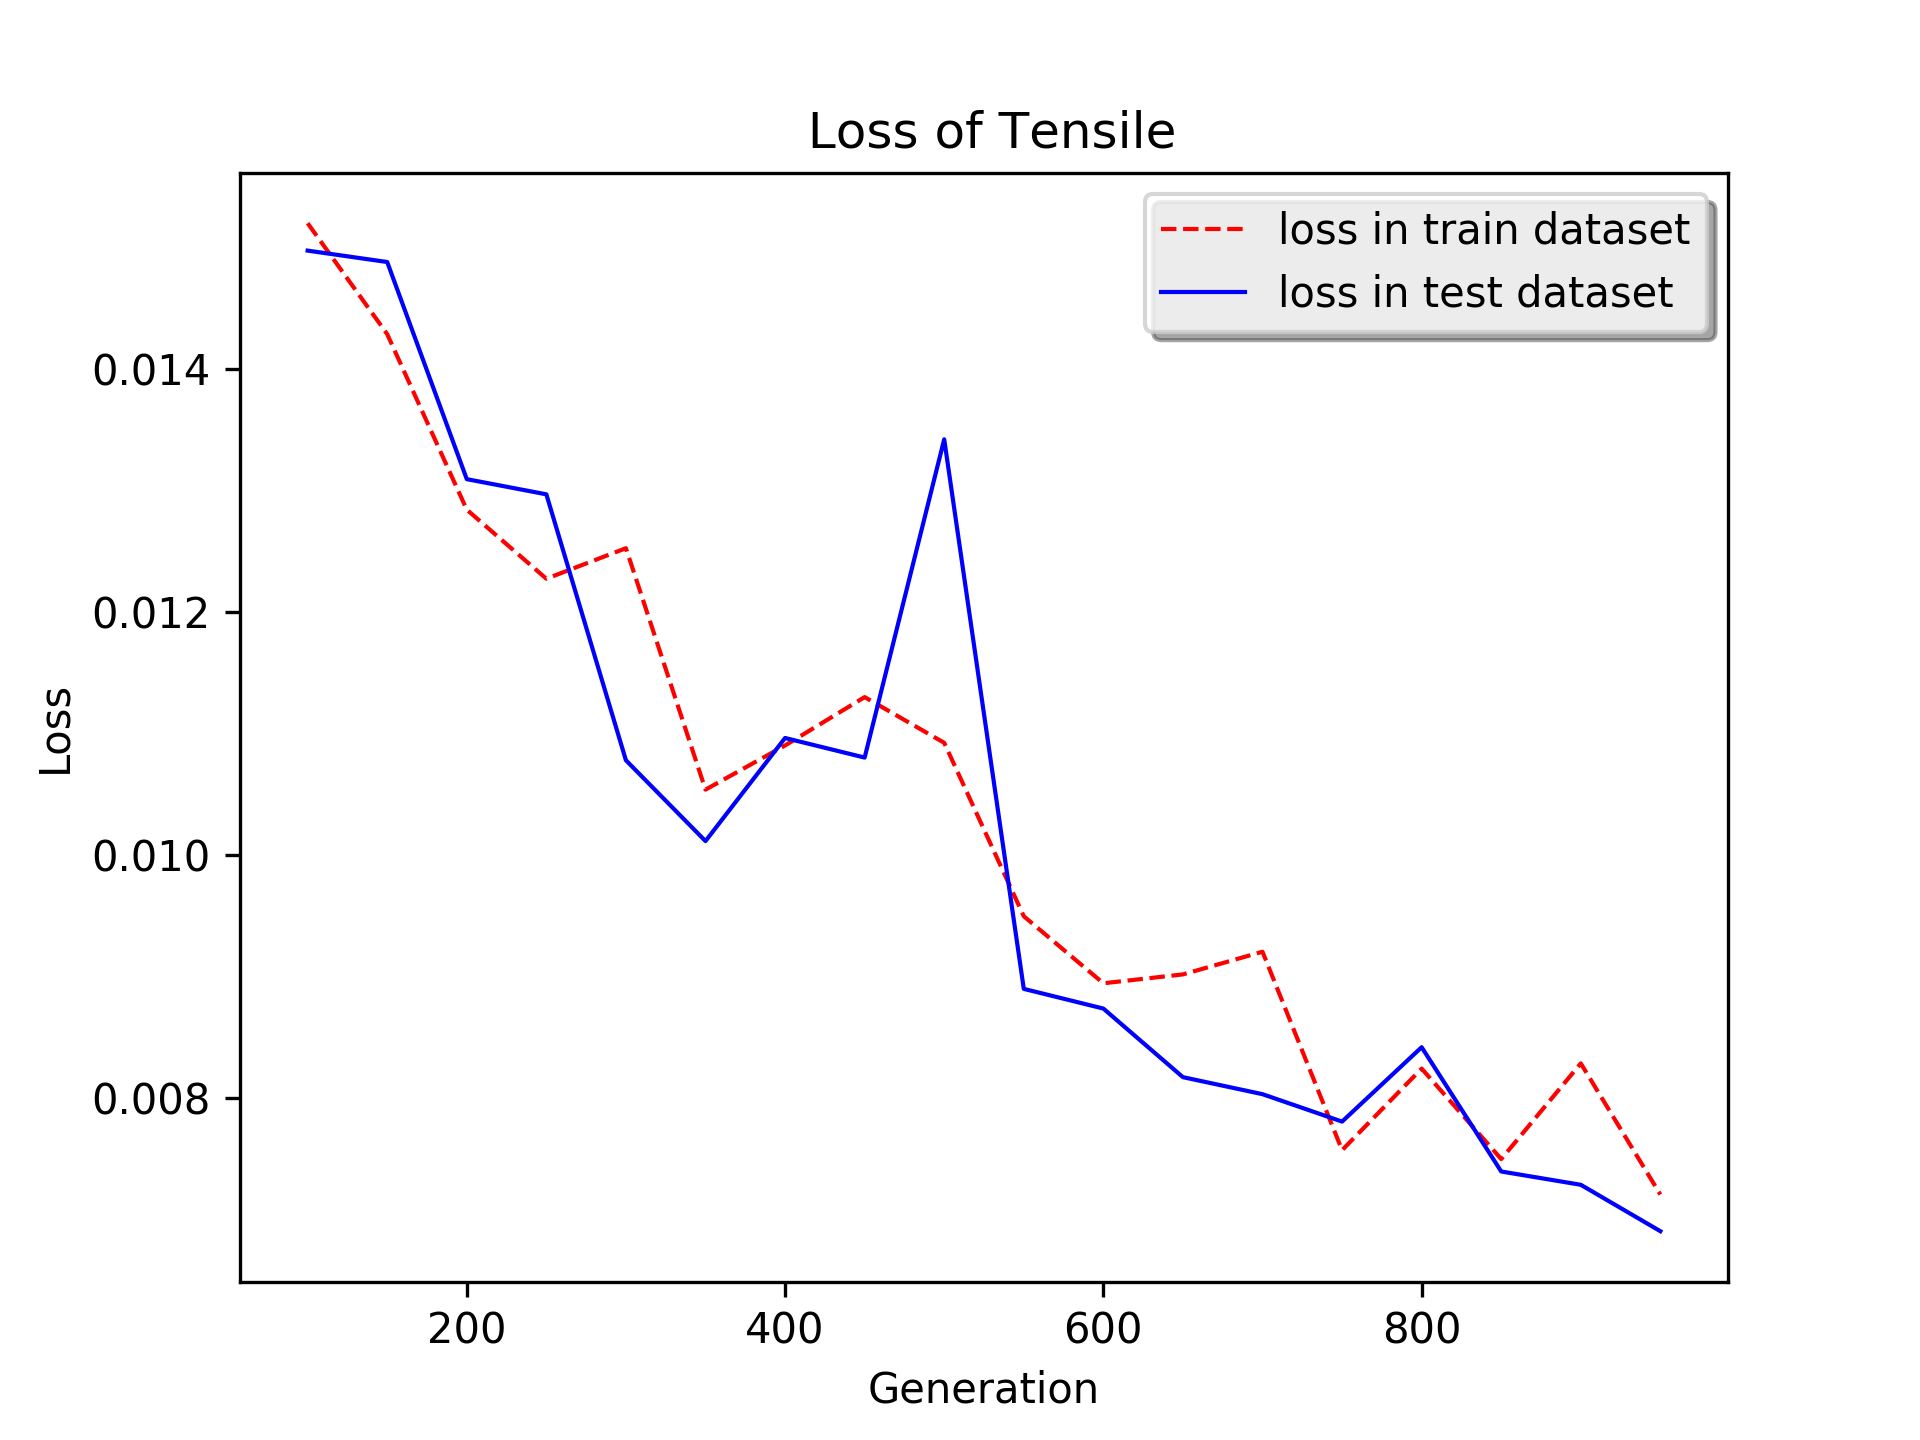 Loss of Tensile
loss in train dataset
loss in test dataset
0.014
0.012
0.010
0.008
Loss
200 400 600 800
Generation